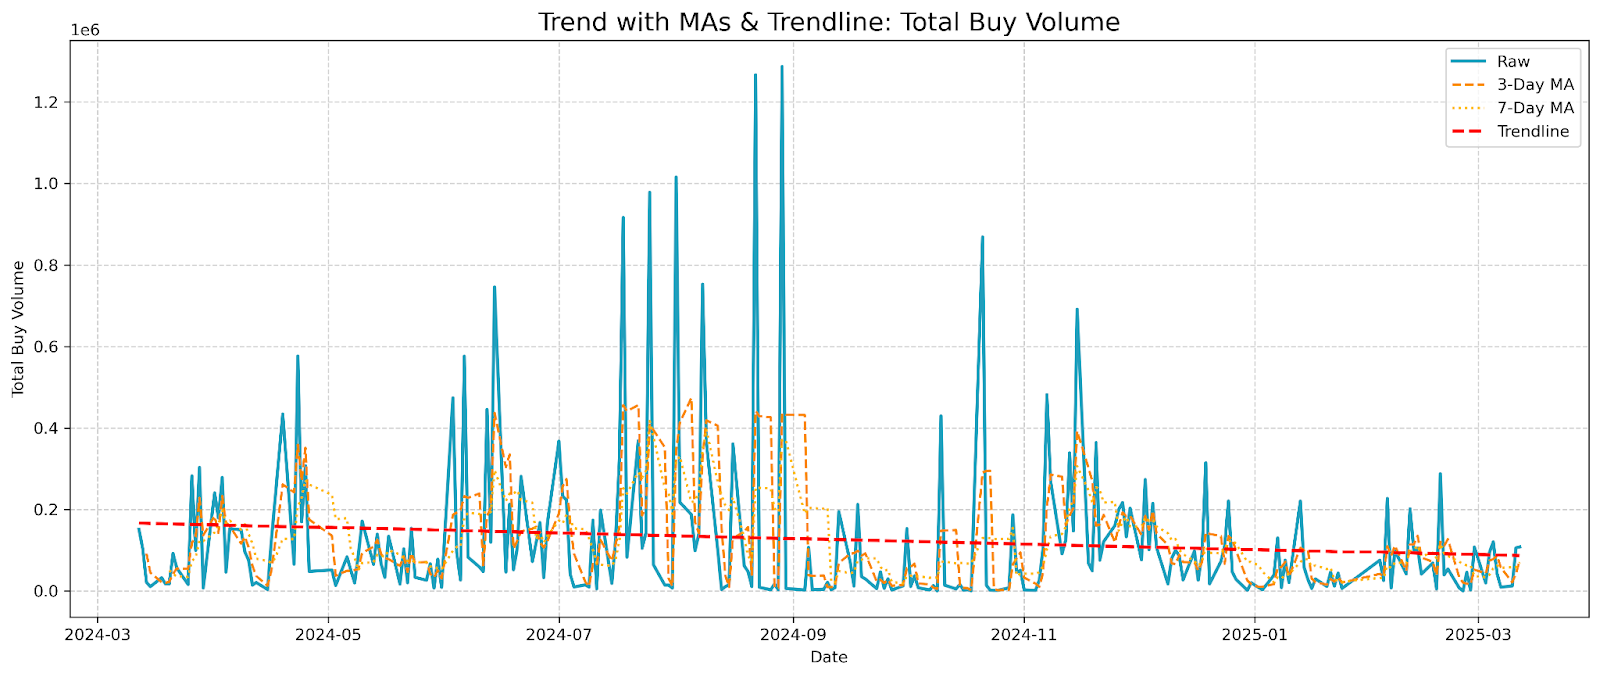 Trend with MAs & Trendline: Total Buy Volume
1e6
Raw
3-Day MA
7-Day MA
Trendline
1.2
1.0
0.8
0.6
0.4
0.2
0.0
Total Buy Volume
2024-03
2024-05
2024-07
2024-09
2024-11
2025-01
2025-03
Date